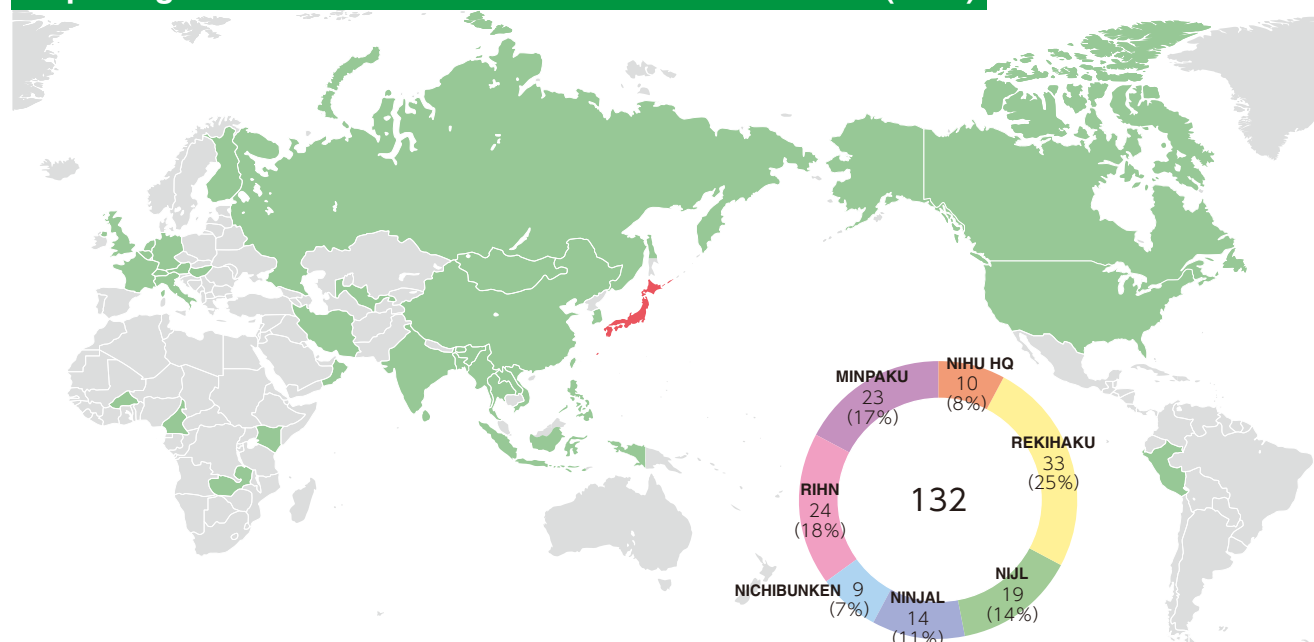 NIHU HQ
10
(8%)
REKIHAKU
33
(25%)
NIJL
19
(14%)
NINJAL
14
(11%)
NICHIBUNKEN 9
(7%)
RIHN
24
(18%)
MINPAKU
23
(17%)
132